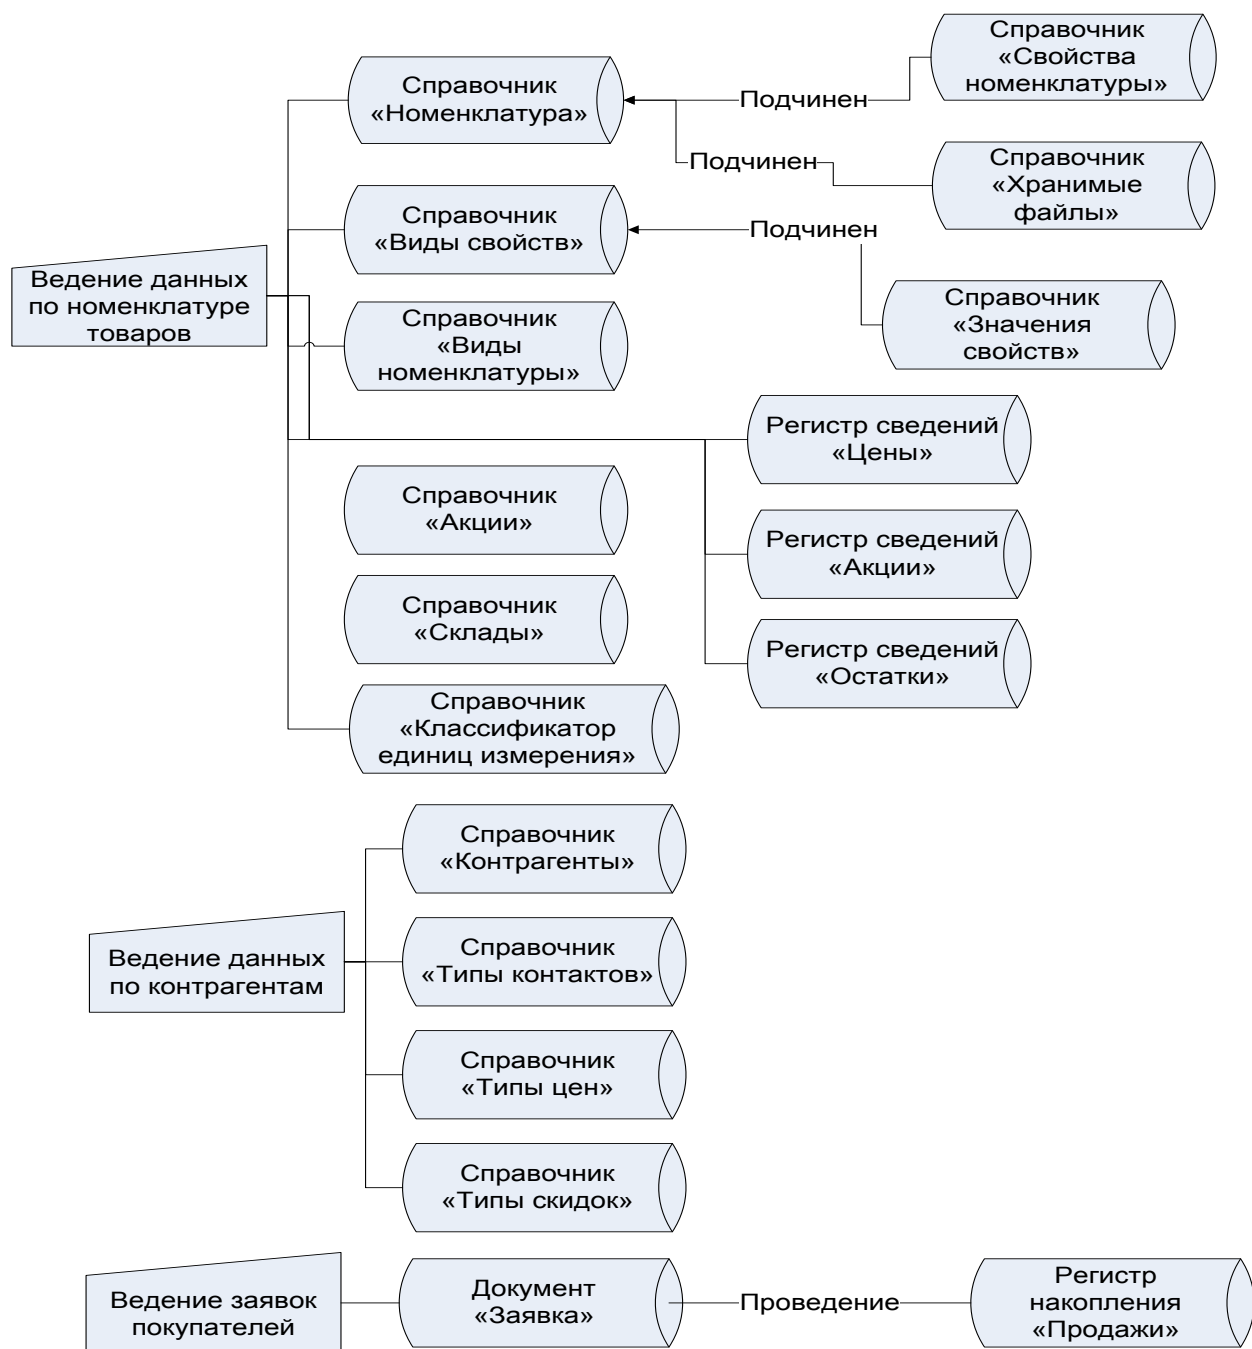 Справочник
«Свойства
номенклатуры»
Справочник
«Номенклатура»
Подчинен
Подчинен
Справочник
«Хранимые
файлы»
Справочник
«Виды свойств»
Подчинен
Ведение данных
по номенклатуре
товаров
Справочник
«Виды
номенклатуры»
Справочник
«Значения
свойств»
Регистр сведений
«Цены»
Справочник
«Акции»
Регистр сведений
«Акции»
Справочник
«Склады»
Регистр сведений
«Остатки»
Справочник
«Классификатор
единиц измерения»
Справочник
«Контрагенты»
Ведение данных
по контрагентам
Справочник
«Типы контактов»
Справочник
«Типы цен»
Справочник
«Типы скидок»
Ведение заявок
покупателей
Документ
«Заявка»
Проведение
Регистр
накопления
«Продажи»